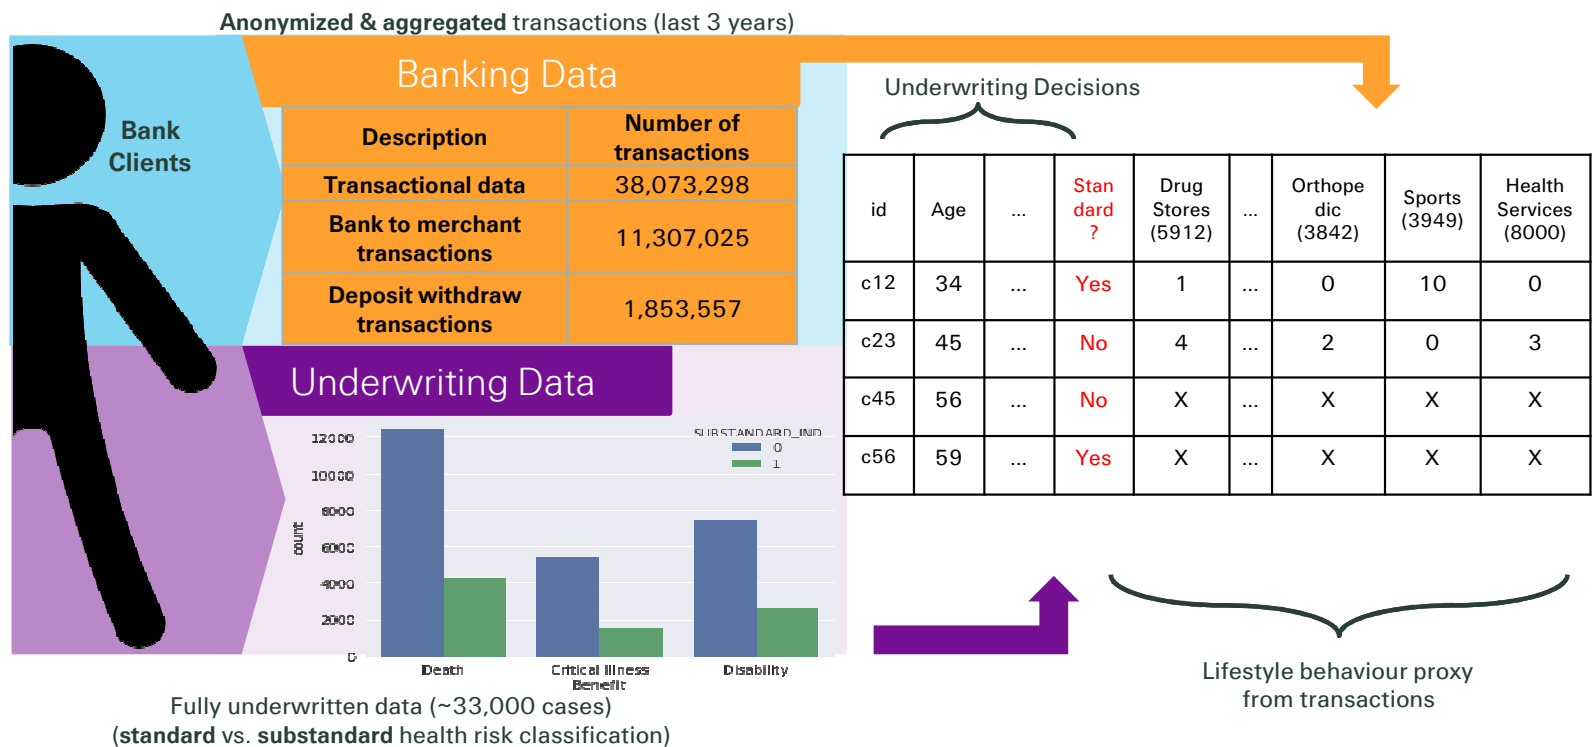 Anonymized & aggregated transactions (last 3 years)
Banking Data
Bank
Clients
Description
Number of
transactions
Transactional data
38,073,298
Bank to merchant
transactions
11,307,025
Deposit withdraw
transactions
1,853,557
Underwriting Data
SUBSTANDARD_IND
0
1
12000
10000
8000
6000
4000
2000
0
count
Death
Critical Illness
Benefit
Disability
Fully underwritten data (~33,000 cases)
(standard vs. substandard health risk classification)
Underwriting Decisions
id
Age
...
Stan
dard
?
Drug
Stores
(5912)
...
Orthope
dic
(3842)
Sports
(3949)
Health
Services
(8000)
c12 34 ... Yes 1 ... 0 10 0
c23 45 ... No 4 ... 2 0 3
c45 56 ... No X ... X X X
c56 59 ... Yes X ... X X X
Lifestyle behaviour proxy
from transactions